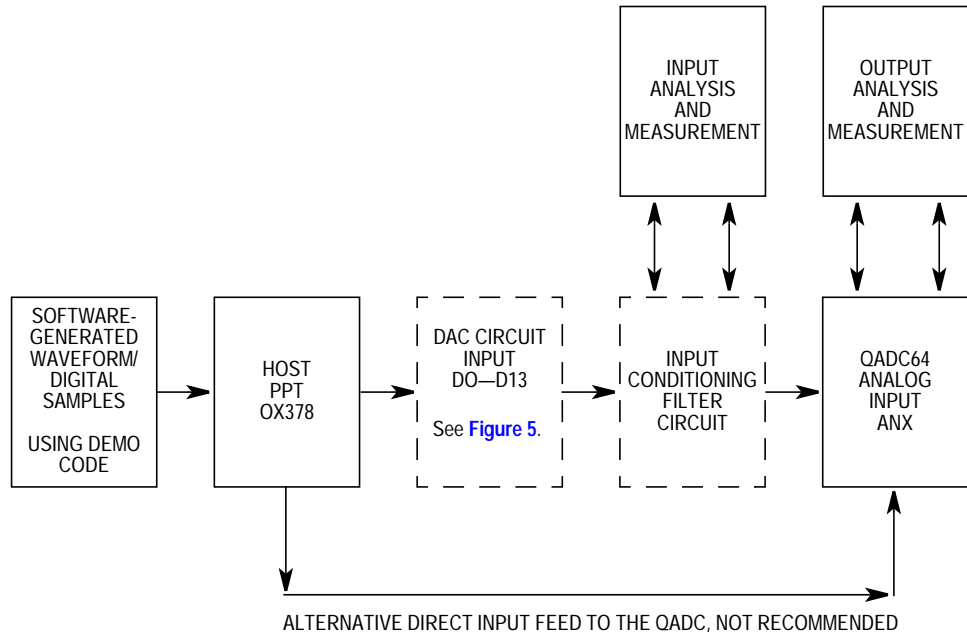 INPUT
ANALYSIS
AND
MEASUREMENT
OUTPUT
ANALYSIS
AND
MEASUREMENT
SOFTWARE-
GENERATED
WAVEFORM/
DIGITAL
SAMPLES
USING DEMO
CODE
HOST
PPT
OX378
DAC CIRCUIT
INPUT
DO—D13
See Figure 5.
INPUT
CONDITIONING
FILTER
CIRCUIT
QADC64
ANALOG
INPUT
ANX
ALTERNATIVE DIRECT INPUT FEED TO THE QADC, NOT RECOMMENDED